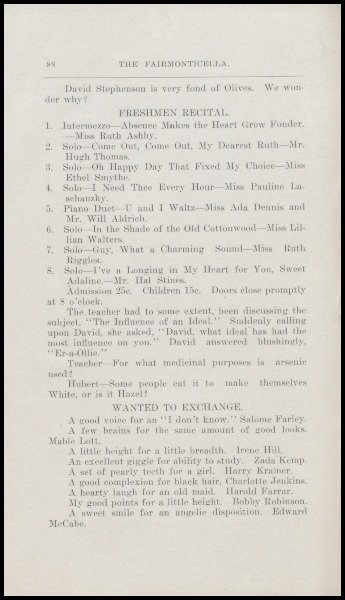 98 THE FAIRMONTICELLA.
David Stephenson is very fond of Olives. We won-
der why?
FRESHMEN RECITAL.
1. Intermezzo—Absence Makes the Heart Grow Fonder.
—Miss Ruth Ashby.
2. Solo—Come Out, Come Out, My Dearest Ruth—Mr.
Hugh Thomas.
3. Solo—Oh Happy Day That Fixed My Choice—Miss
Ethel Smythe.
4. Solo—I Need Thee Every Hour—Miss Pauline La-
schanzky.
5. Piano Duet—U and I Waltz—Miss Ada Dennis and
Mr. Will Aldrich.
6. Solo—In the Shade of the Old Cottonwood—Miss Lil-
lian Walters.
7. Solo—Guy, What a Charming Sound—Miss Ruth
Riggles.
8. Solo—I've a Longing in My Heart for You, Sweet
Adaline.—Mr. Hal Stines.
Admission 25c. Children 15c. Doors close promptly
at 8 o'clock.
The teacher had to some extent, been discussing the
subject, "The Influence of an Ideal." Suddenly calling
upon David, she asked, "David, what ideal has had the
most influence on you." David answered blushingly,
"Er-a-Ollie."
Teacher—For what medicinal purposes is arsenic
used?
Hubert—Some people eat it to make themselves
White, or is it Hazel?
WANTED TO EXCHANGE.
A good voice for an "I don't know." Salome Farley.
A few brains for the same amount of good looks.
Mable Lott.
A little height for a little breadth. Irene Hill.
An excellent giggle for ability to study. Zada Kemp.
A set of pearly teeth for a girl. Harry Kramer.
A good complexion for black hair. Charlotte Jenkins.
A hearty laugh for an old maid. Harold Farrar.
My good points for a little height. Bobby Robinson.
A sweet smile for an angelic disposition. Edward
McCabe.